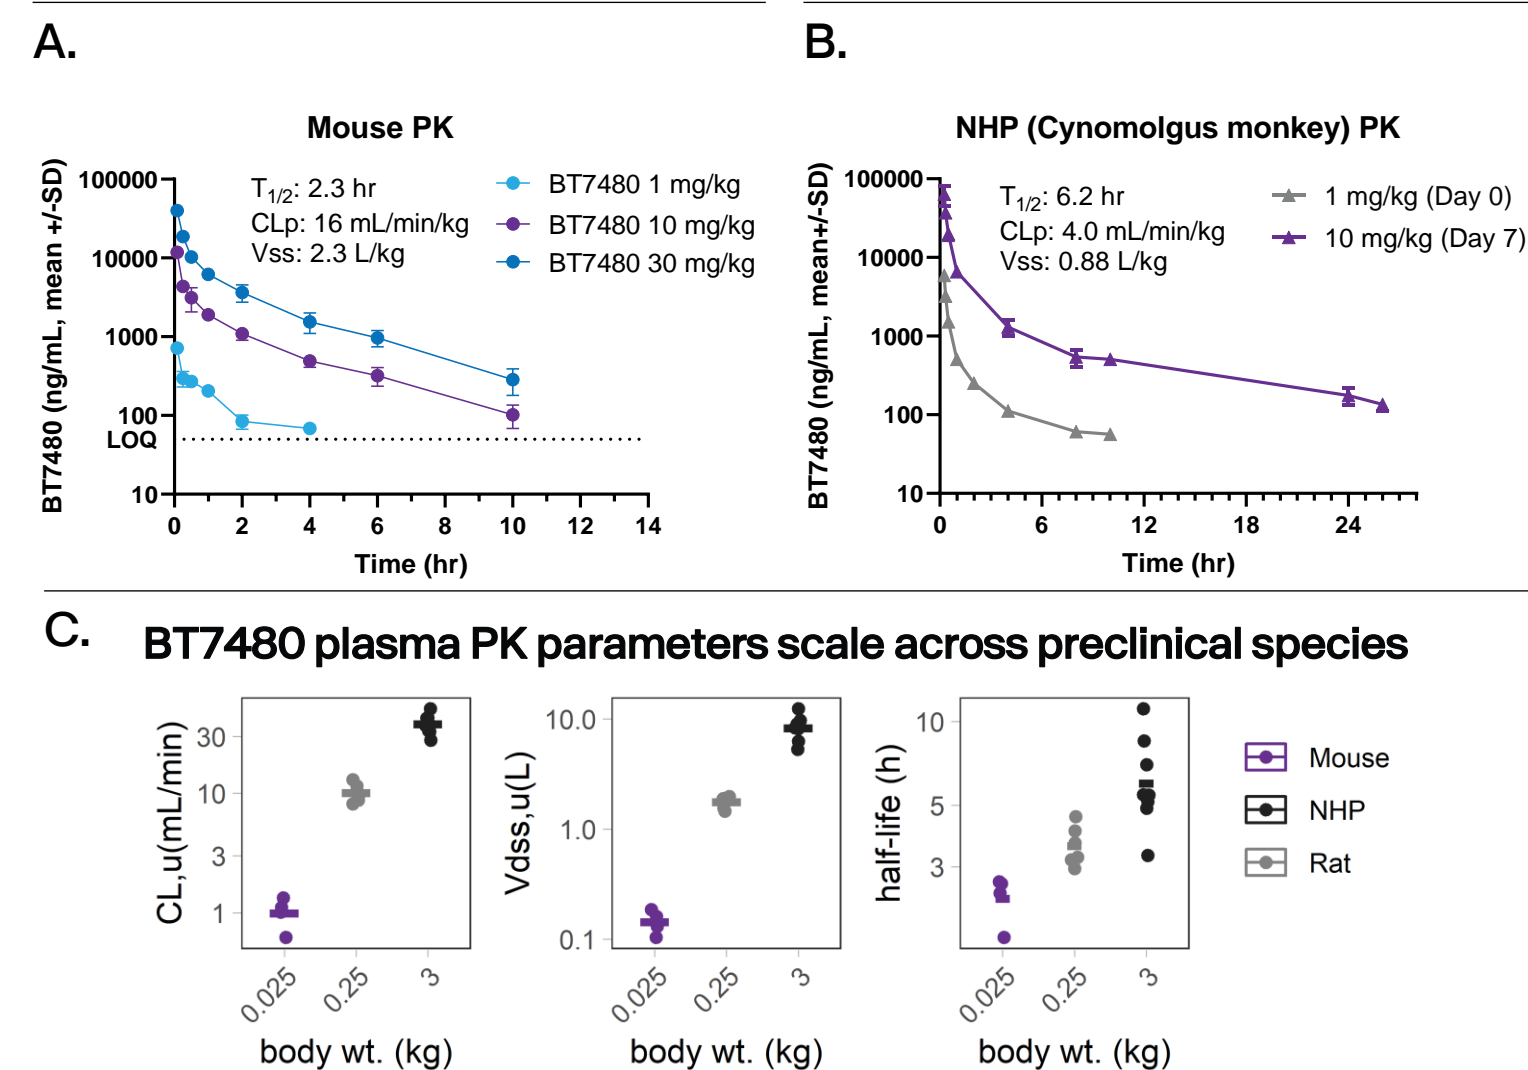 A.
Mouse PK
BT7480 (ng/mL, mean +/-SD)
100000
10000
1000
100
LOQ
10
T1/2: 2.3 hr
CLp: 16 mL/min/kg
Vss: 2.3 L/kg
BT7480 1 mg/kg
BT7480 10 mg/kg
BT7480 30 mg/kg
0 2 4 6 8 10 12 14
Time (hr)
B.
NHP (Cynomolgus monkey) PK
BT7480 (ng/mL, mean+/-SD)
100000
10000
1000
100
10
T1/2: 6.2 hr
CLp: 4.0 mL/min/kg
Vss: 0.88 L/kg
1 mg/kg (Day 0)
10 mg/kg (Day 7)
0 6 12 18 24
Time (hr)
C.
BT7480 plasma PK parameters scale across preclinical species
CL,u(mL/min)
30
10
3
1
0.025 0.25 3
body wt. (kg)
Vdss,u(L)
10.0
1.0
0.1
0.025 0.25 3
body wt. (kg)
half-life (h)
10
5
3
0.025 0.25 3
body wt. (kg)
Mouse
NHP
Rat